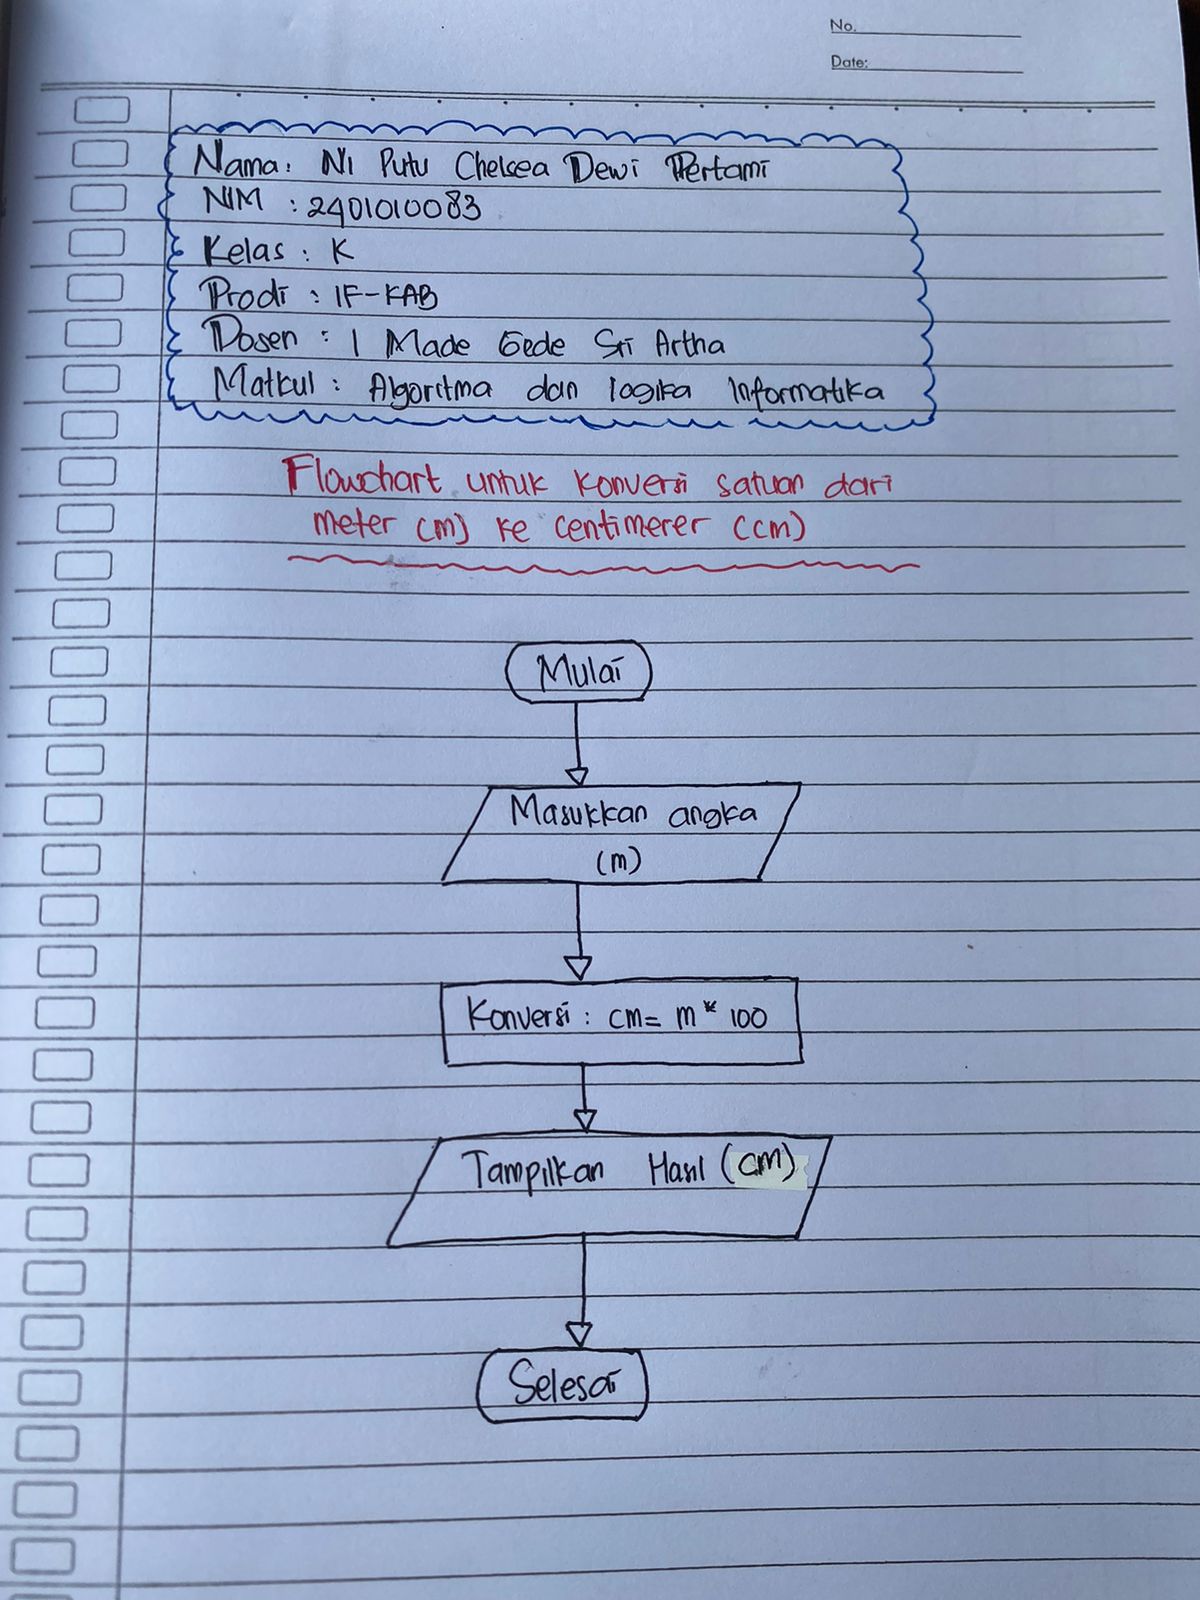 No.
Date:
Nama: Ni Putu Chelsea Dewi Pertami
NIM : 2401010083
Kelas : K
Prodi : IF-KAB
Dosen : I Made Gede Sri Artha
Matkul : Algoritma dan logika Informatika
Flowchart untuk konversi satuan dari
meter (m) ke centimerer (cm)
Mulai
Masukkan angka
(m)
Konversi : cm = m * 100
Tampilkan Hasil (cm)
Selesai